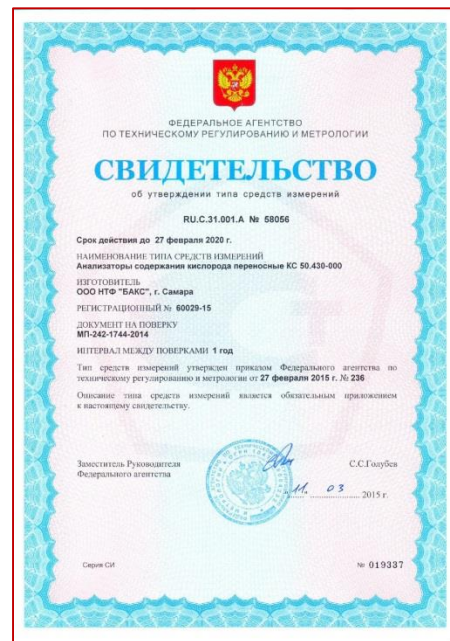 ФЕДЕРАЛЬНОЕ АГЕНТСТВО
ПО ТЕХНИЧЕСКОМУ РЕГУЛИРОВАНИЮ И МЕТРОЛОГИИ
СВИДЕТЕЛЬСТВО
об утверждении типа средств измерений
RU.C.31.001.A № 58056
Срок действия до 27 февраля 2020 г.
НАИМЕНОВАНИЕ ТИПА СРЕДСТВ ИЗМЕРЕНИЙ
Анализаторы содержания кислорода переносные КС 50.430-000
ИЗГОТОВИТЕЛЬ
ООО НТФ "БАКС", г. Самара
РЕГИСТРАЦИОННЫЙ № 60029-15
ДОКУМЕНТ НА ПОВЕРКУ
МП-242-1744-2014
ИНТЕРВАЛ МЕЖДУ ПОВЕРКАМИ 1 год
Тип средств измерений утвержден приказом Федерального агентства по
техническому регулированию и метрологии от 27 февраля 2015 г. № 236
Описание типа средств измерений является обязательным приложением
к настоящему свидетельству.
Заместитель Руководителя
Федерального агентства
С.С.Голубев
11. 03 2015 г.
Серия СИ
№ 019337